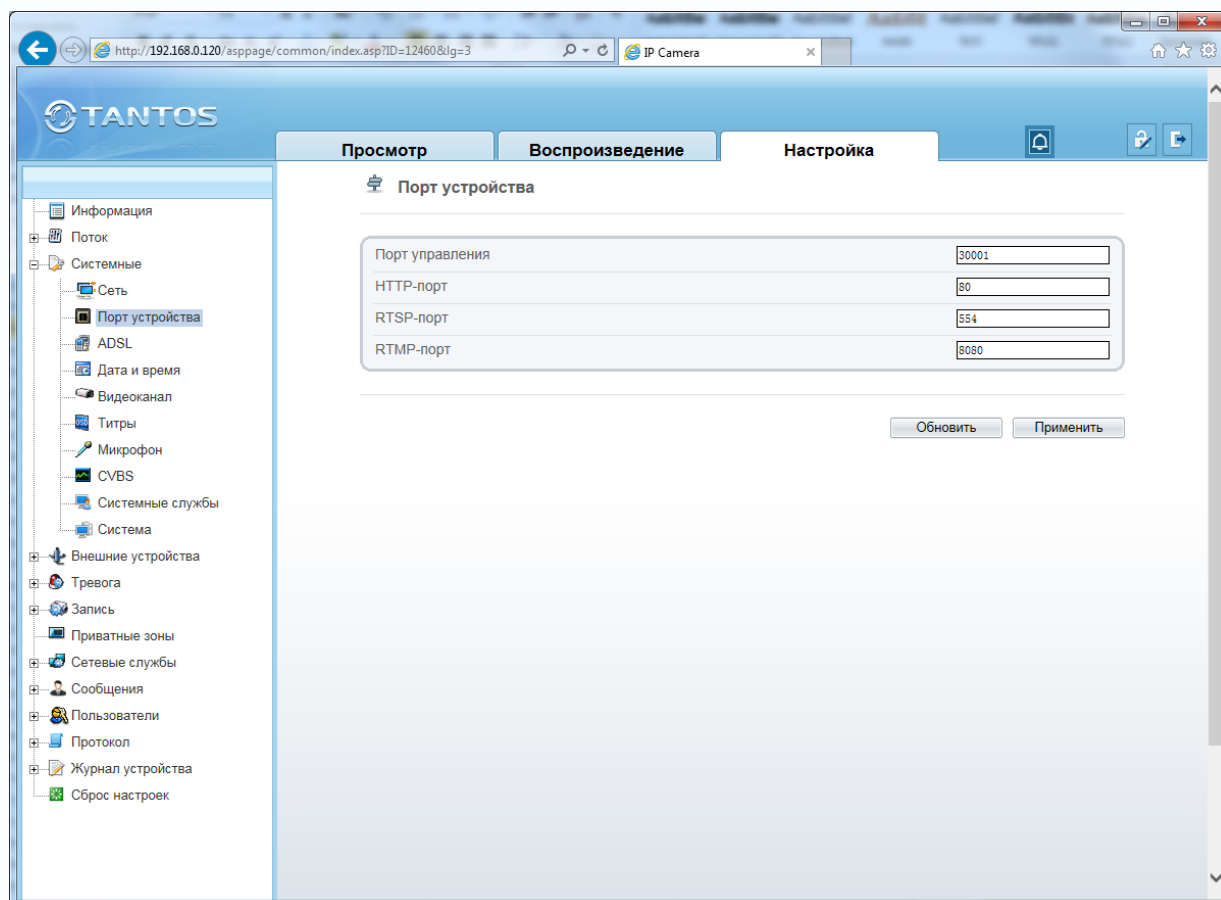 http://192.168.0.120/asppage/common/index.asp?ID=12460&lg=3
IP Camera
TANTOS
Просмотр
Воспроизведение
Настройка
Информация
Поток
Системные
Сеть
Порт устройства
ADSL
Дата и время
Видеоканал
Титры
Микрофон
CVBS
Системные службы
Система
Внешние устройства
Тревога
Запись
Приватные зоны
Сетевые службы
Сообщения
Пользователи
Протокол
Журнал устройства
Сброс настроек
Порт устройства
Порт управления 30001
HTTP-порт 80
RTSP-порт 554
RTMP-порт 8080
Обновить Применить